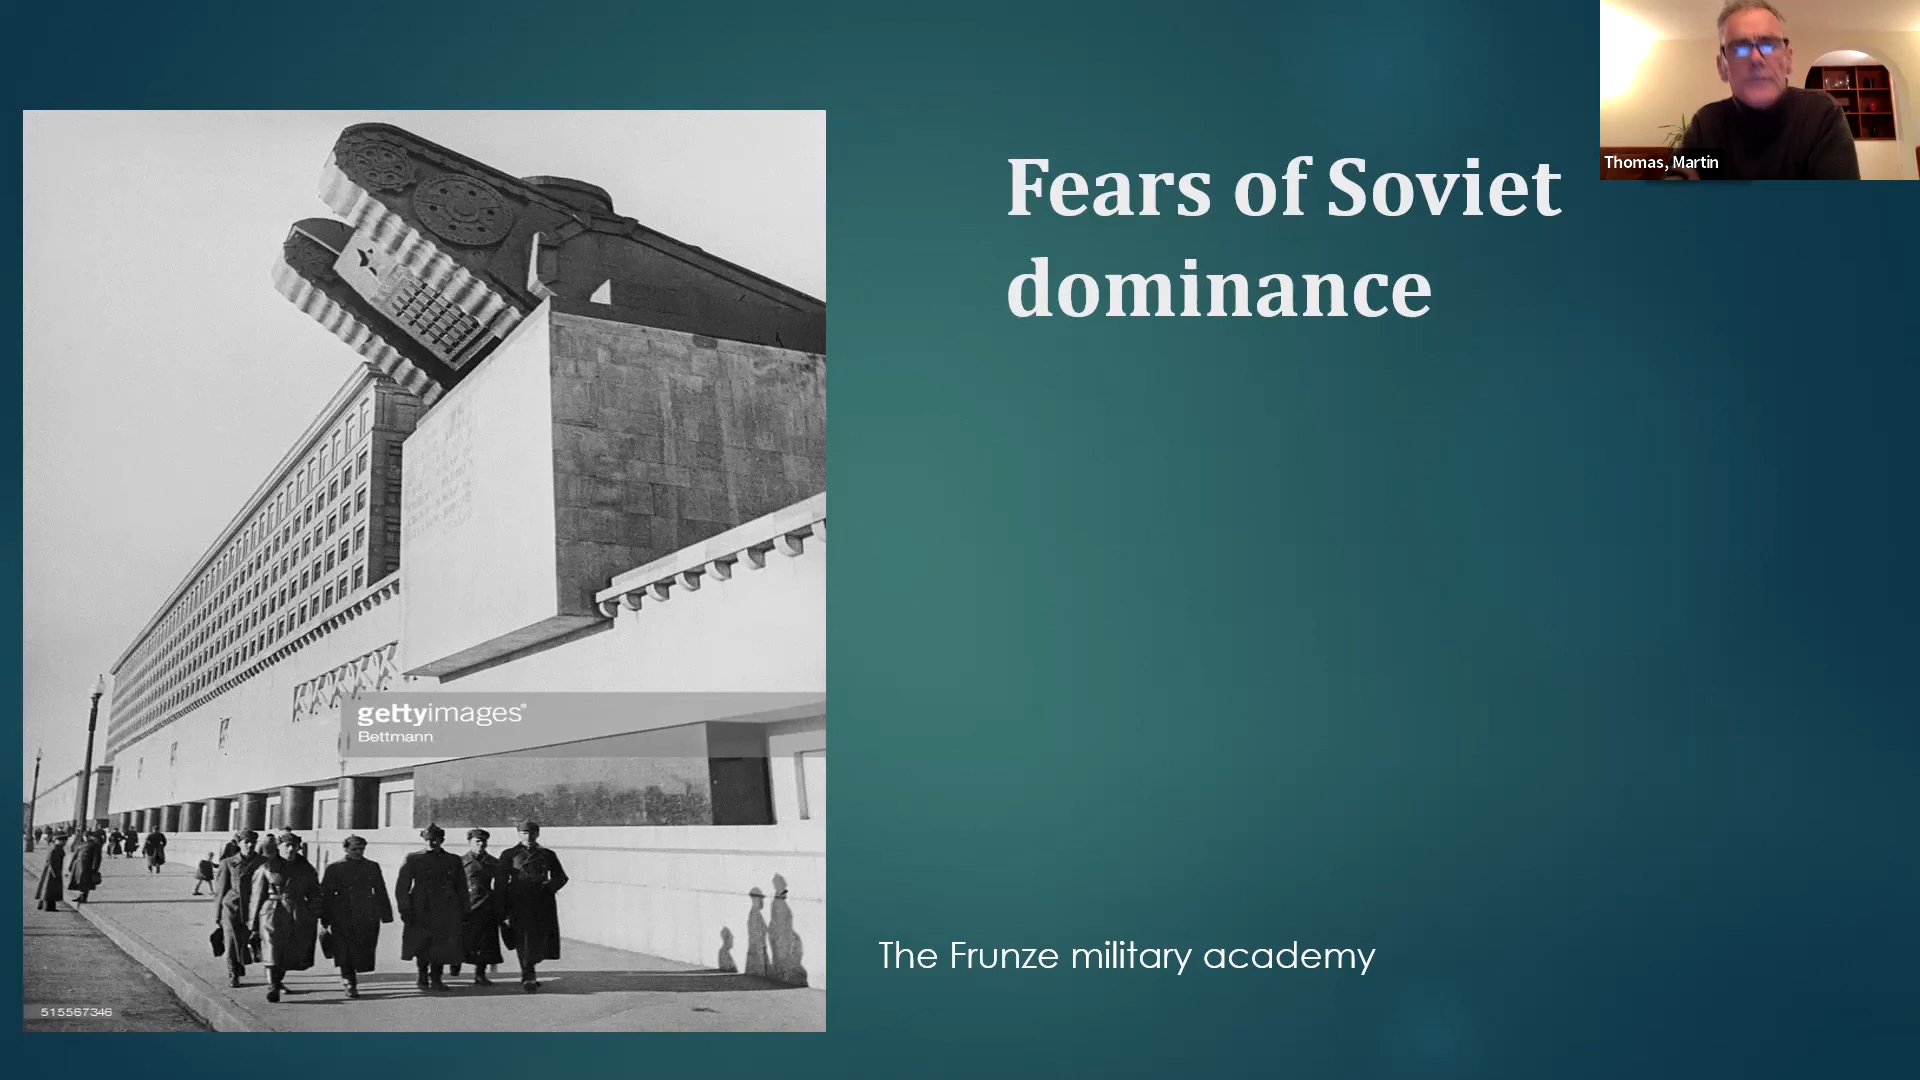 Thomas, Martin
Fears of Soviet
dominance
gettyimages®
Bettmann
The Frunze military academy
515567346